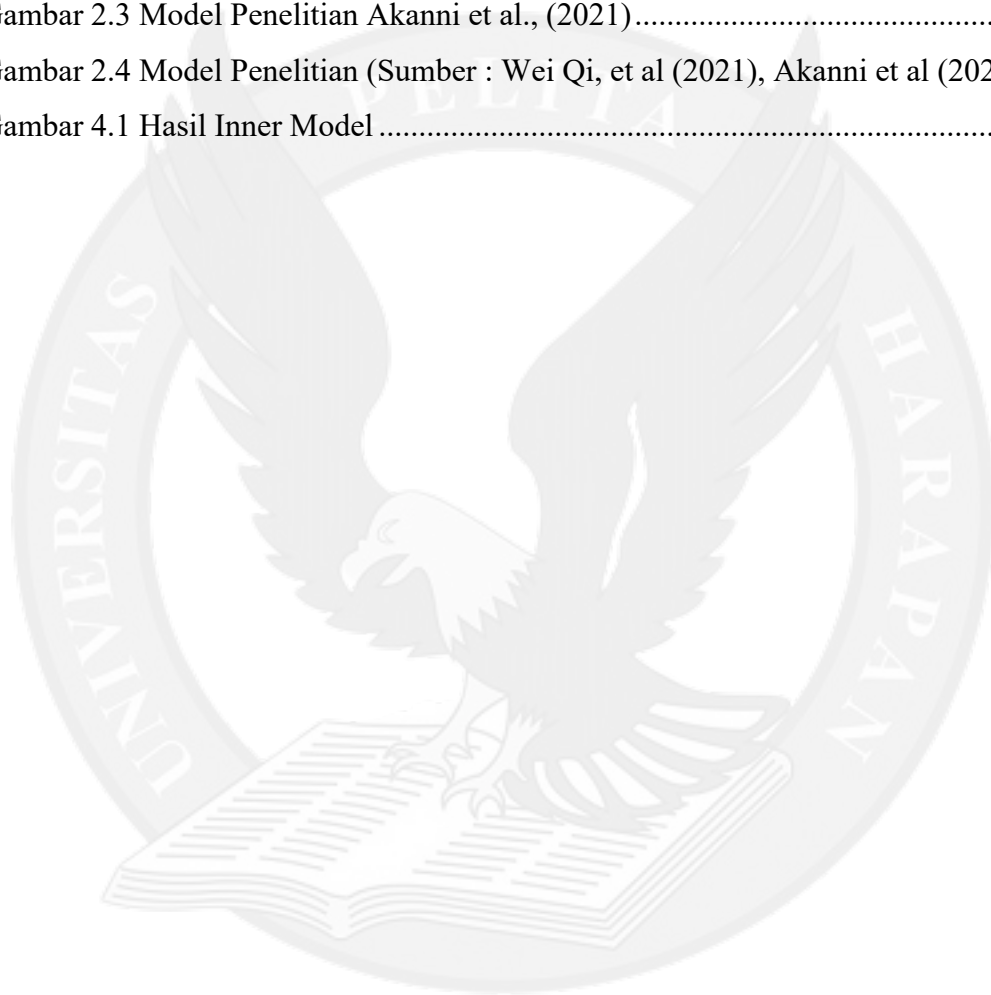 ambar 2.3 Model Penelitian Akanni et al., (2021)
ambar 2.4 Model Penelitian (Sumber : Wei Qi, et al (2021), Akanni et al (202
ambar 4.1 Hasil Inner Model
UNIVERSITAS PELITA HARAPAN